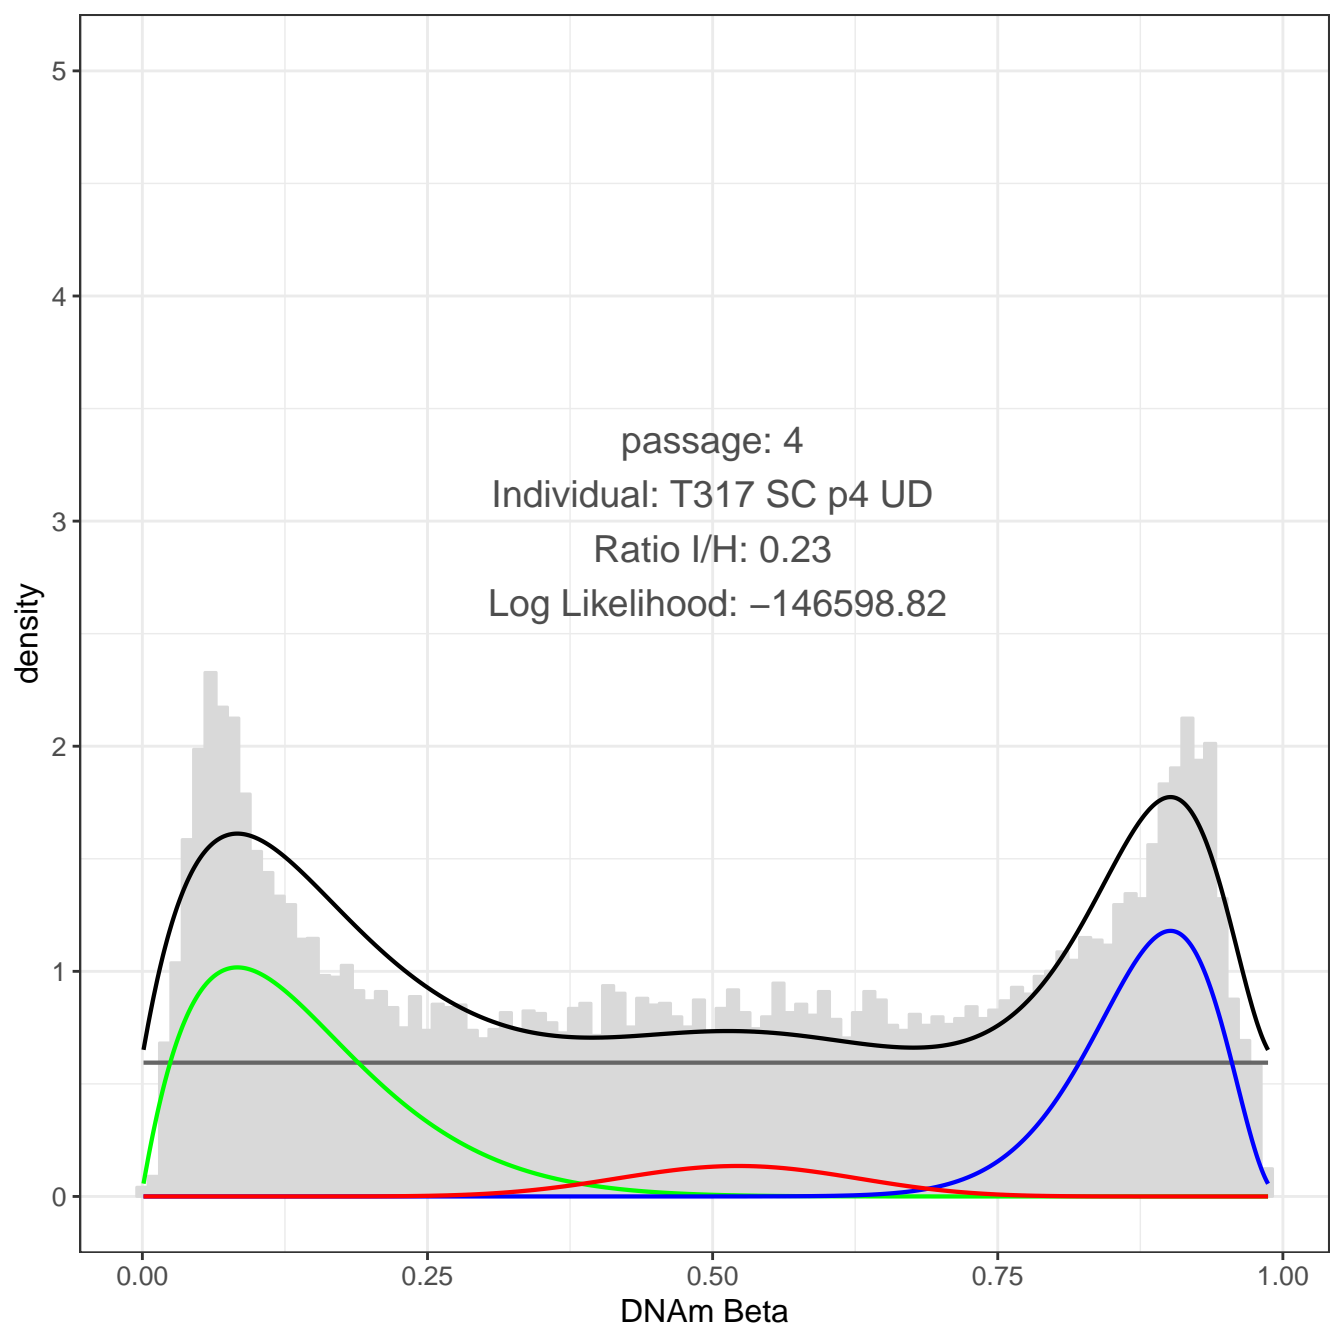 5
4
passage: 4
Individual: T317 SC p4 UD
3
Ratio I/H: 0.23
Log Likelihood: −146598.82
density
2
1
0
0.00 0.25 0.50 0.75 1.00
DNAm Beta